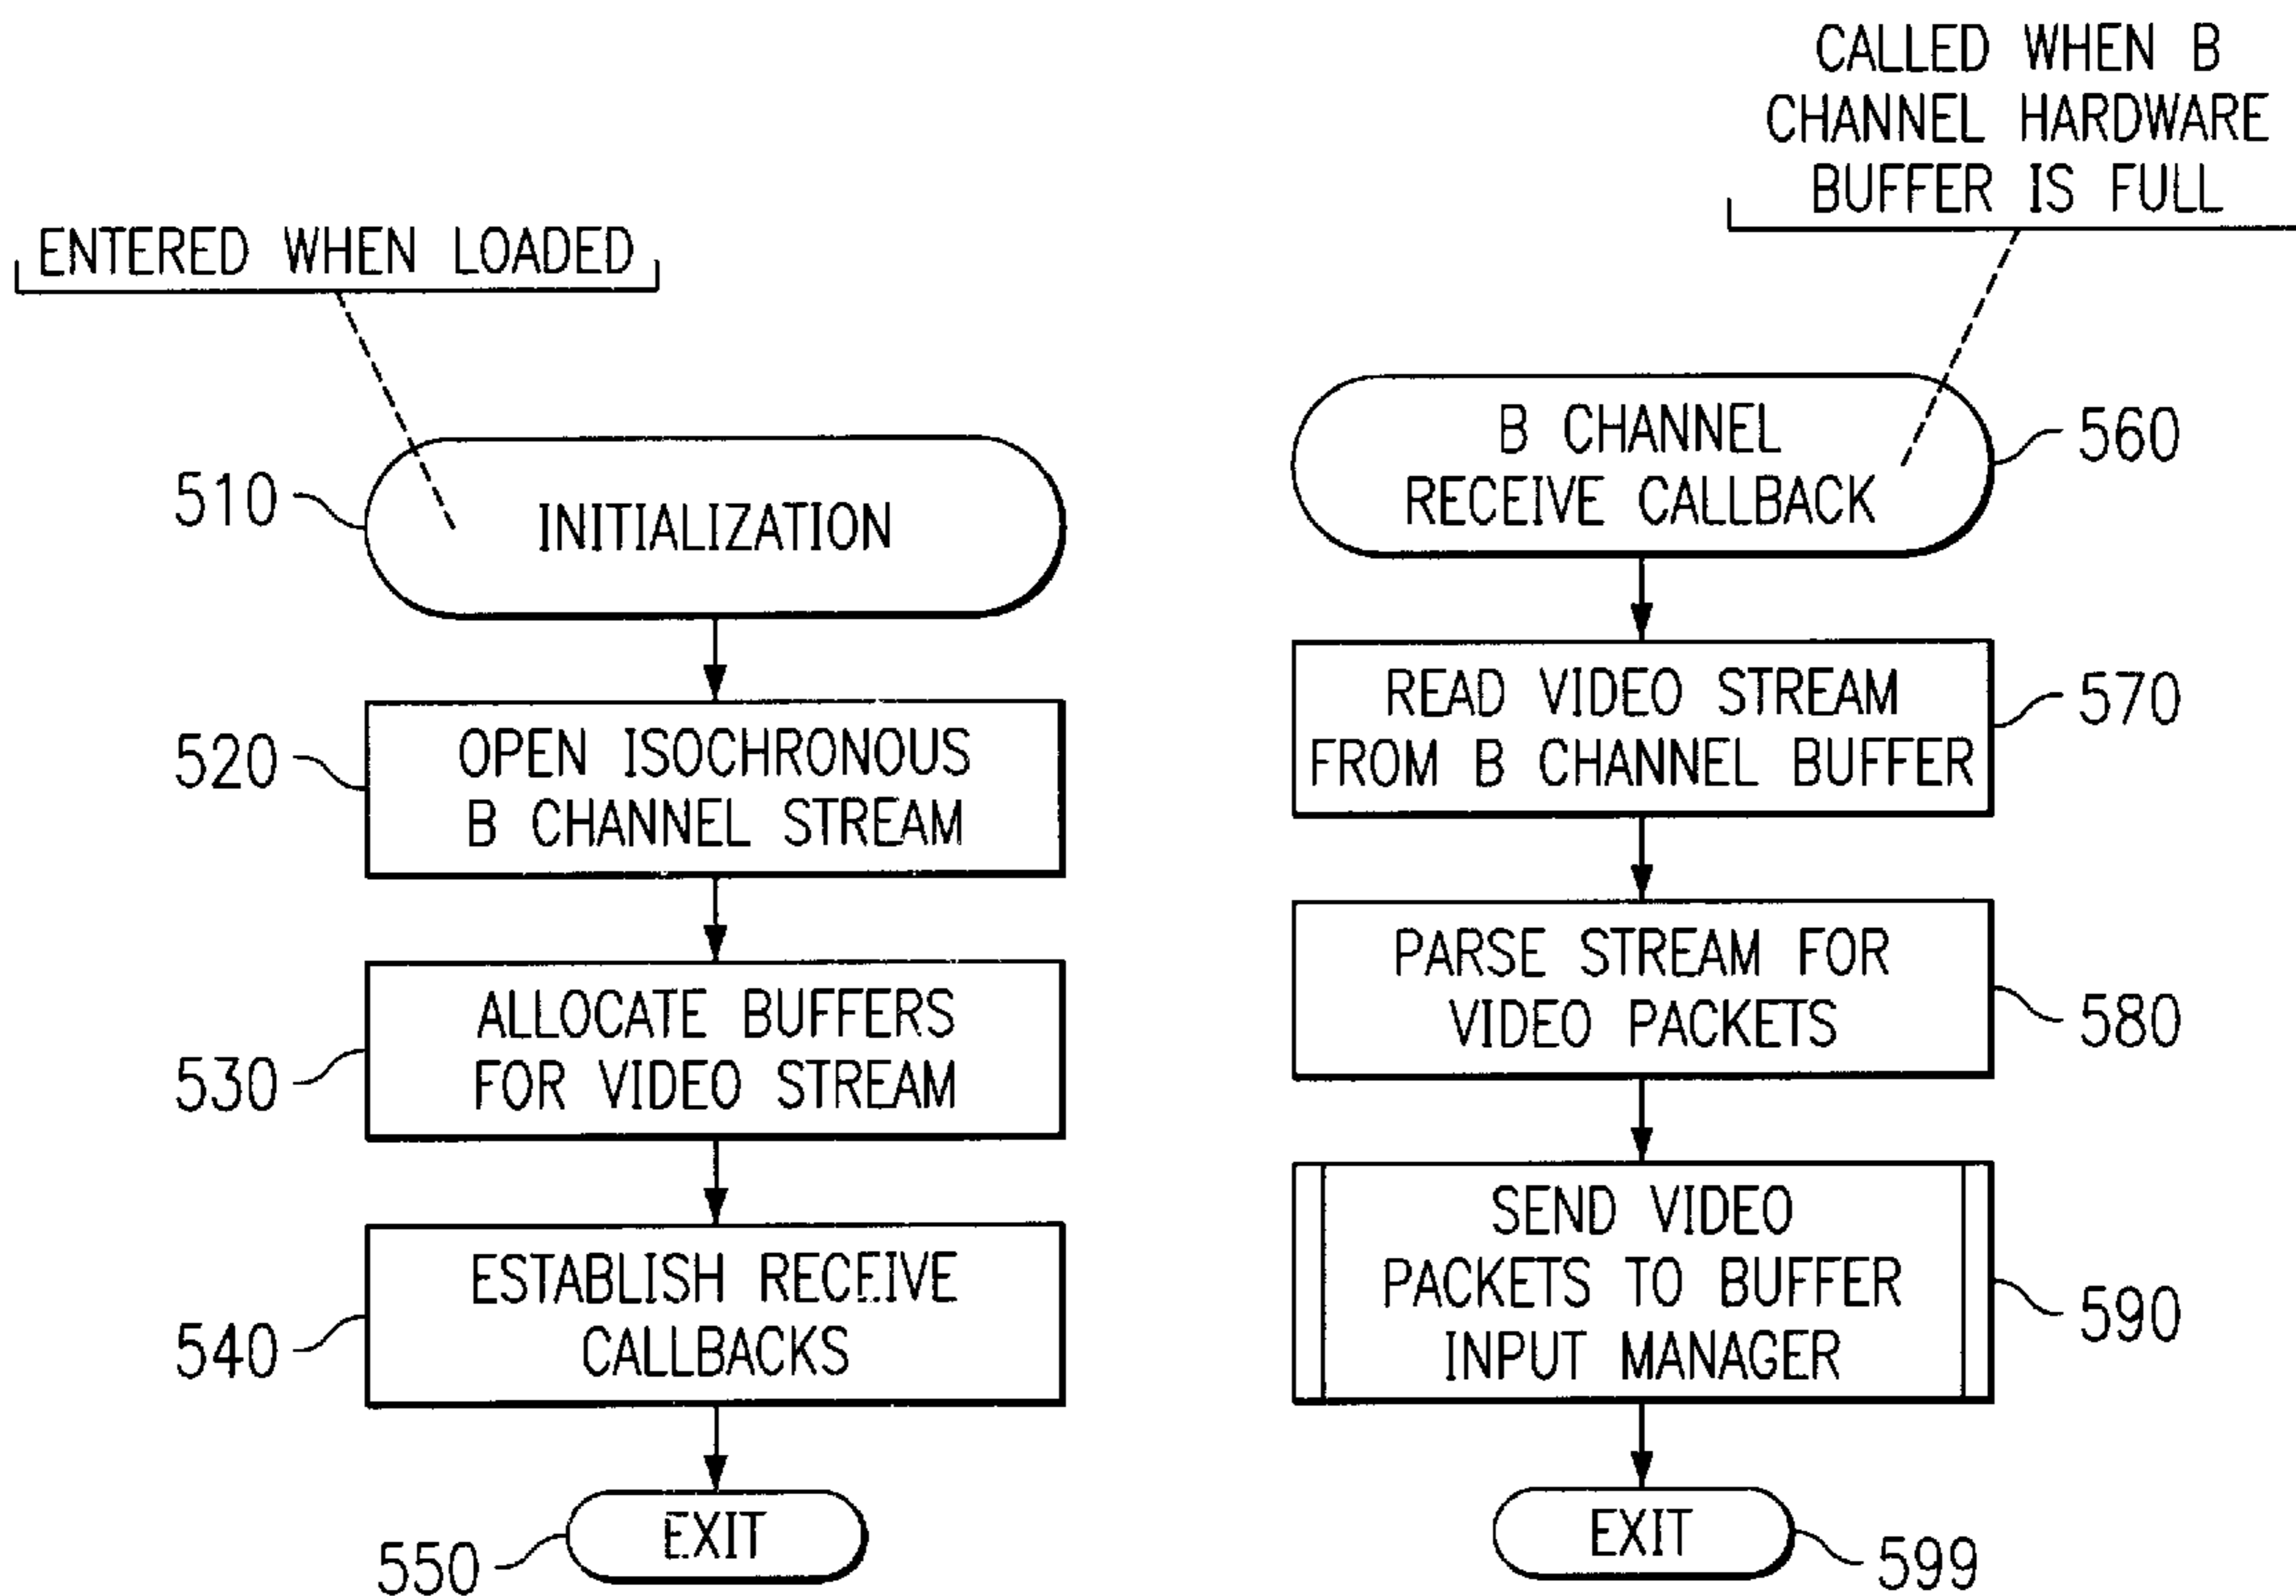 ENTERED WHEN LOADED
510
INITIALIZATION
520
OPEN ISOCHRONOUS
B CHANNEL STREAM
530
ALLOCATE BUFFERS
FOR VIDEO STREAM
540
ESTABLISH RECEIVE
CALLBACKS
550
EXIT
CALLED WHEN B
CHANNEL HARDWARE
BUFFER IS FULL
B CHANNEL
RECEIVE CALLBACK
560
READ VIDEO STREAM
FROM B CHANNEL BUFFER
570
PARSE STREAM FOR
VIDEO PACKETS
580
SEND VIDEO
PACKETS TO BUFFER
INPUT MANAGER
590
EXIT
599